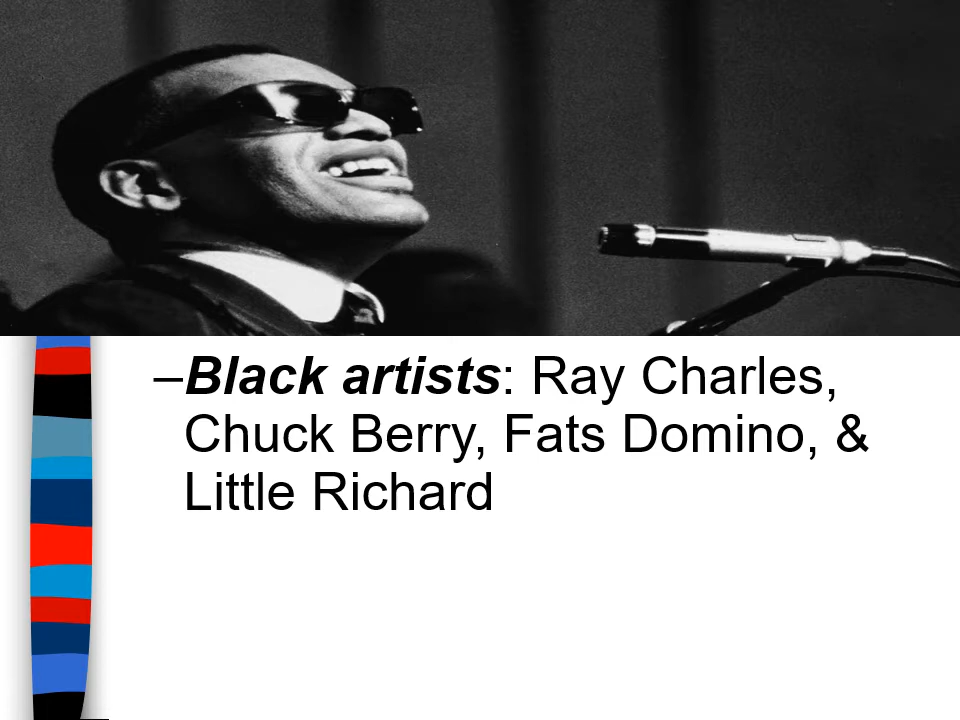 –Black artists: Ray Charles,
Chuck Berry, Fats Domino, &
Little Richard